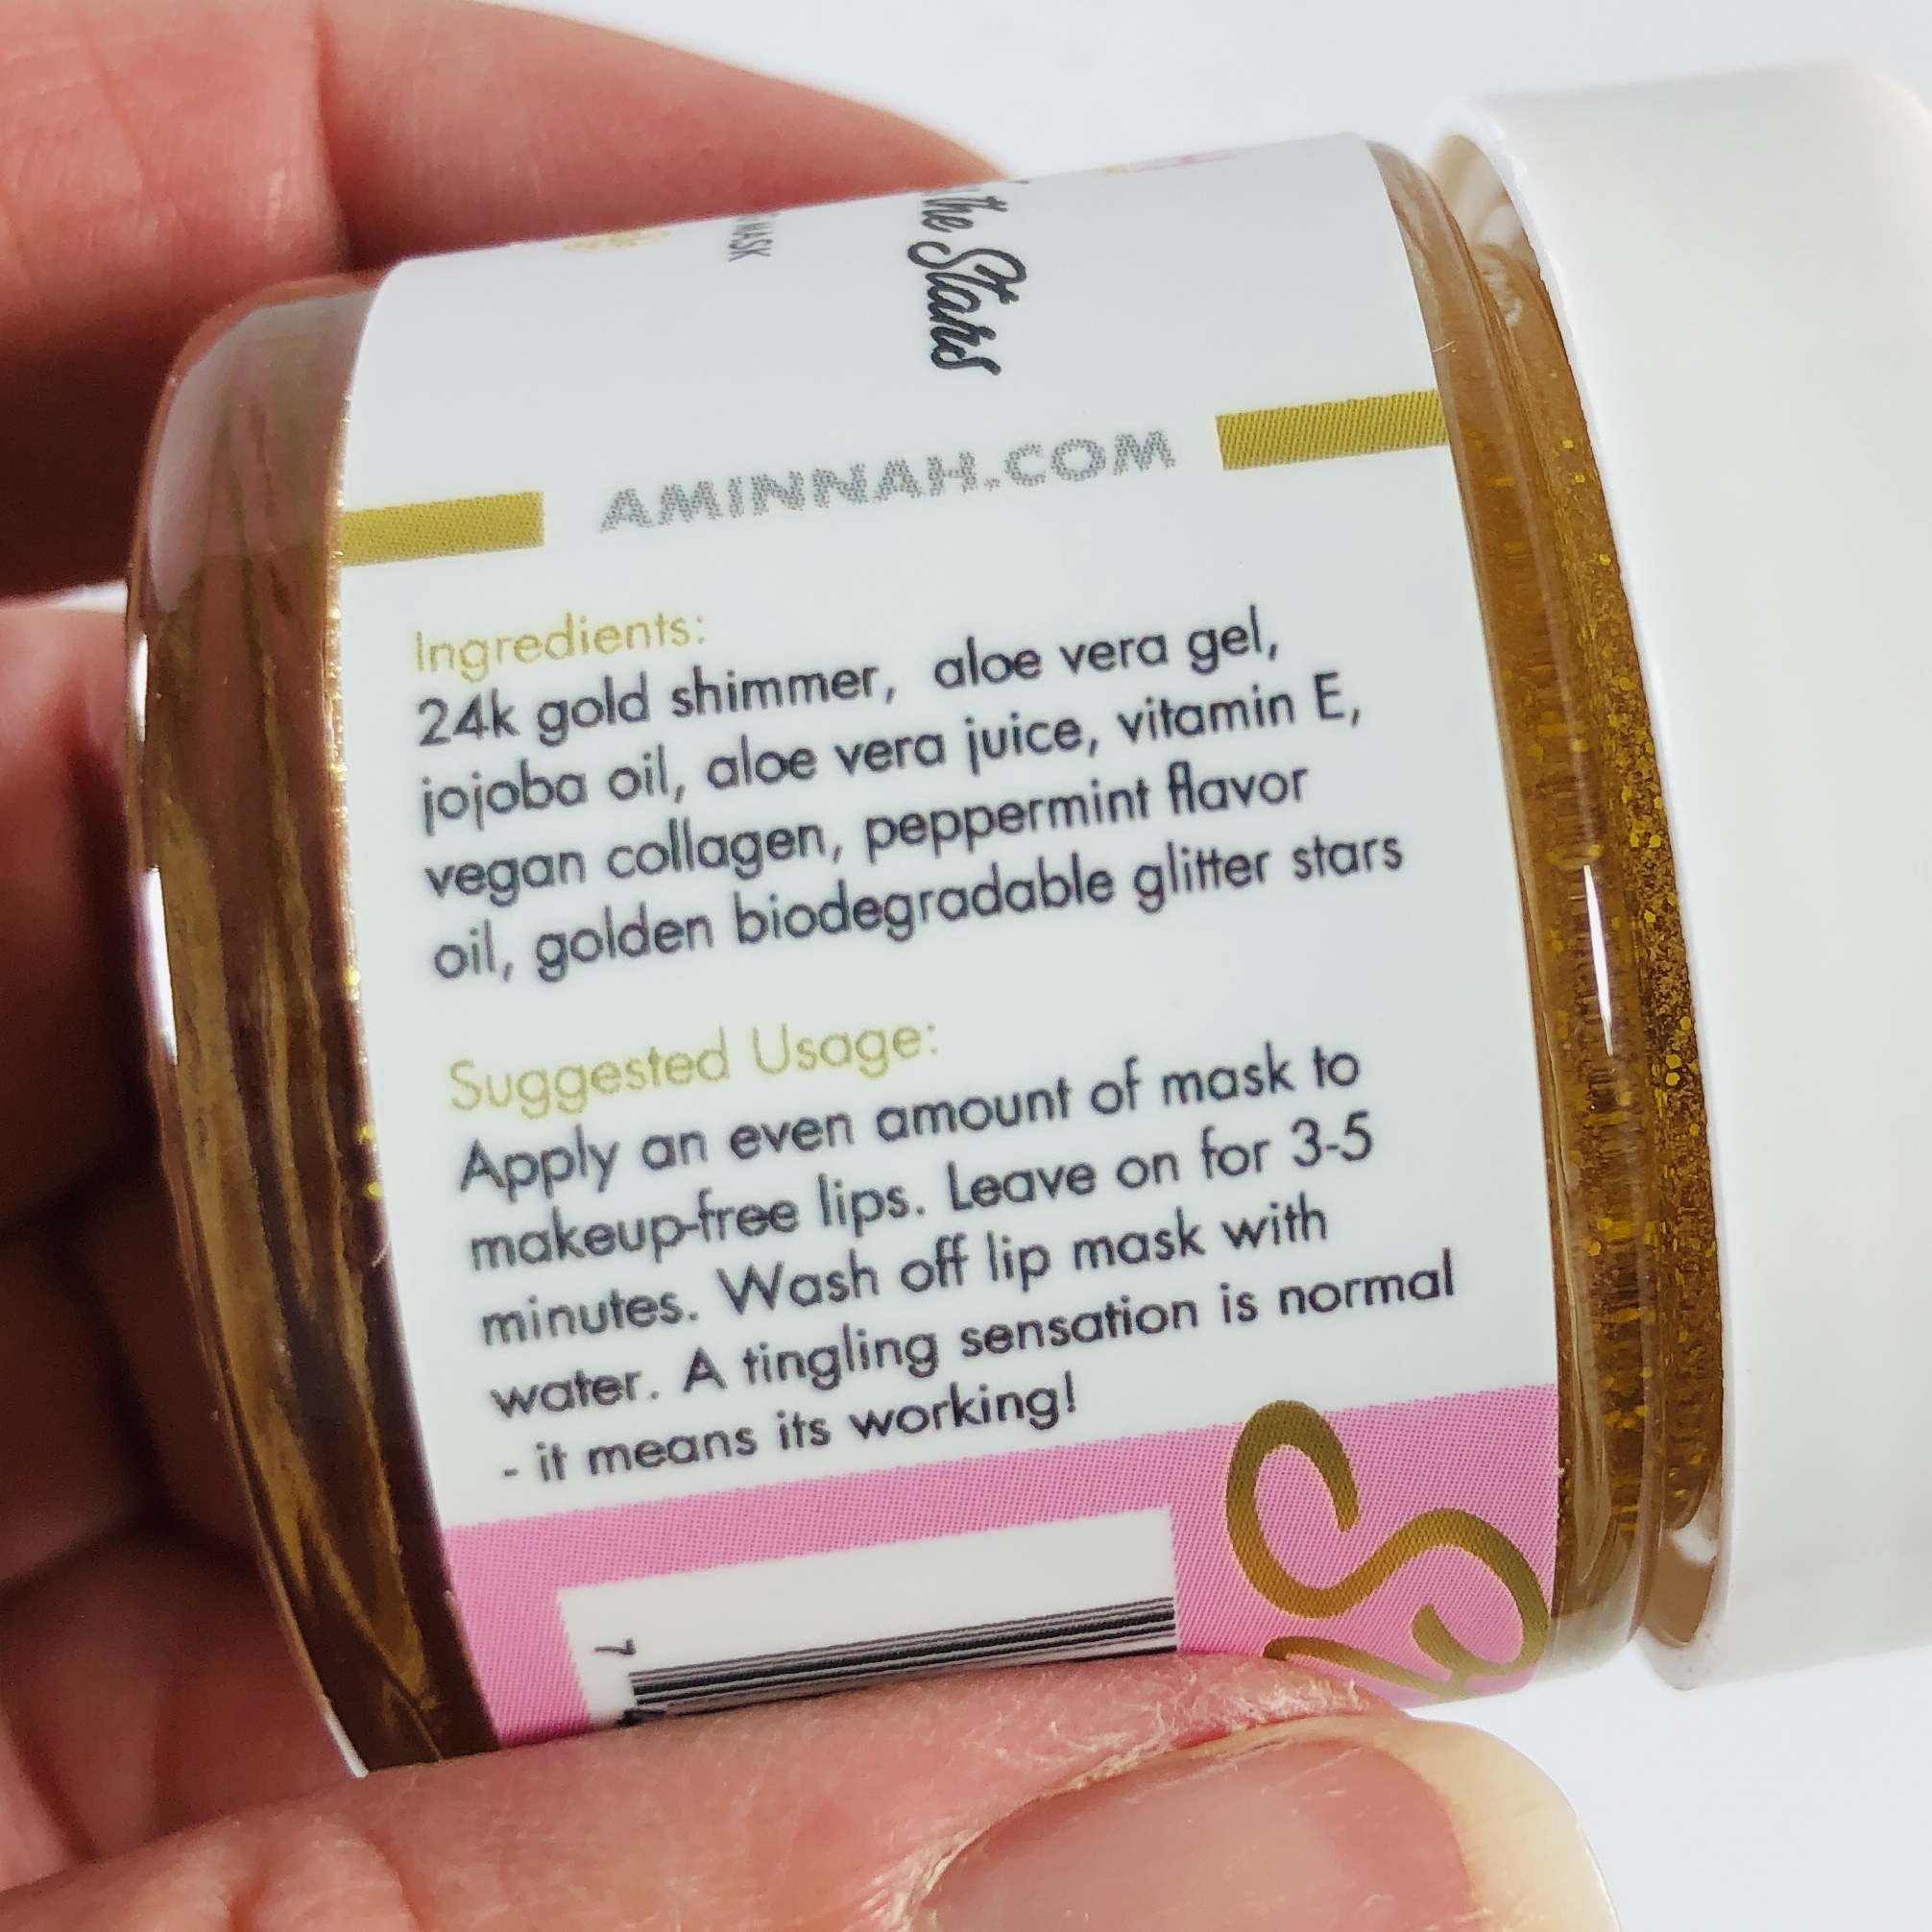 MASK
the Stars
AMINNAH.COM
Ingredients:
24k gold shimmer, aloe vera gel,
jojoba oil, aloe vera juice, vitamin E,
vegan collagen, peppermint flavor
oil, golden biodegradable glitter stars
Suggested Usage:
Apply an even amount of mask to
makeup-free lips. Leave on for 3-5
minutes. Wash off lip mask with
water. A tingling sensation is normal
- it means its working!
7